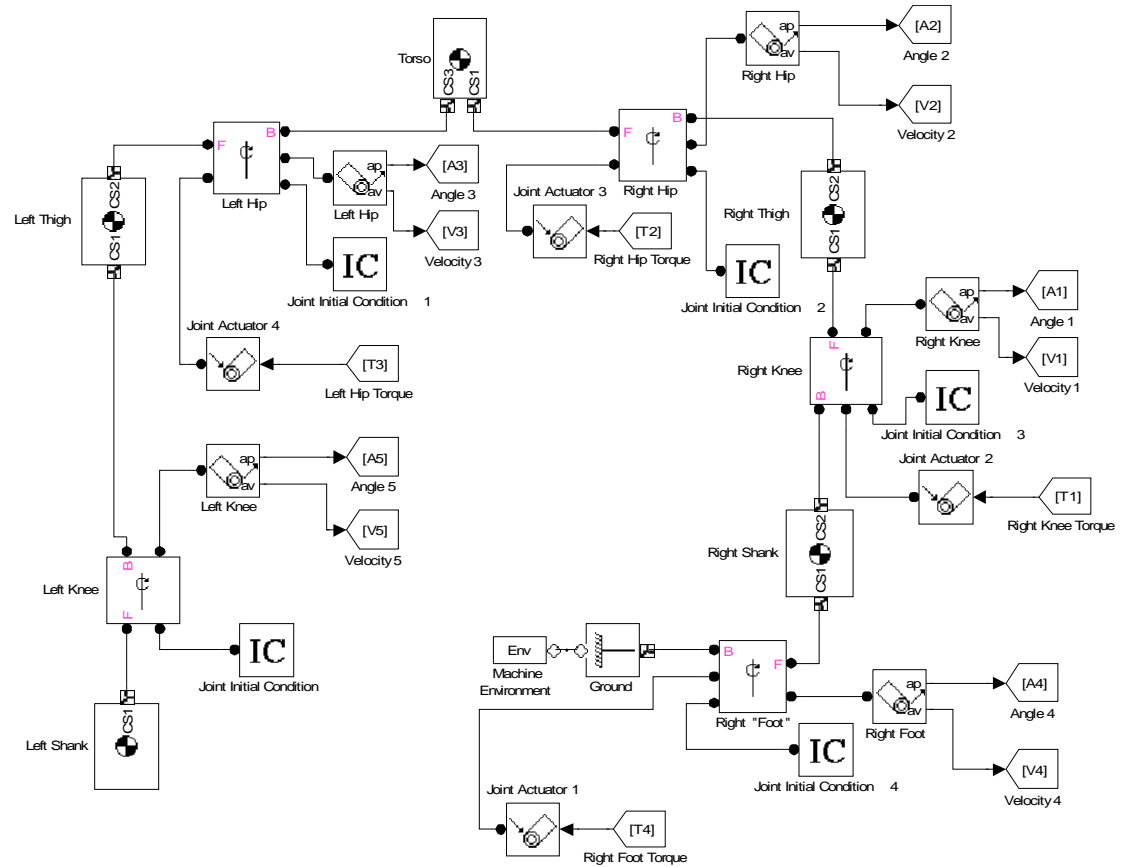 Torso
CS3
CS1
ap
av
Right Hip
[A2]
Angle 2
[V2]
Velocity 2
F
B
Left Hip
ap
av
Left Hip
[A3]
Angle 3
[V3]
Velocity 3
IC
Joint Initial Condition 1
Left Thigh
CS2
CS1
Joint Actuator 4
[T3]
Left Hip Torque
F
B
Right Hip
Joint Actuator 3
[T2]
Right Hip Torque
IC
Joint Initial Condition 2
Right Thigh
CS2
CS1
ap
av
Right Knee
[A1]
Angle 1
[V1]
Velocity 1
Right Knee
F
B
IC
Joint Initial Condition 3
Joint Actuator 2
[T1]
Right Knee Torque
ap
av
Left Knee
[A5]
Angle 5
[V5]
Velocity 5
Left Knee
B
F
IC
Joint Initial Condition
Left Shank
CS1
Right Shank
CS2
CS1
Env
Machine
Environment
Ground
B
F
Right "Foot"
ap
av
Right Foot
[A4]
Angle 4
[V4]
Velocity 4
IC
Joint Initial Condition 4
Joint Actuator 1
[T4]
Right Foot Torque